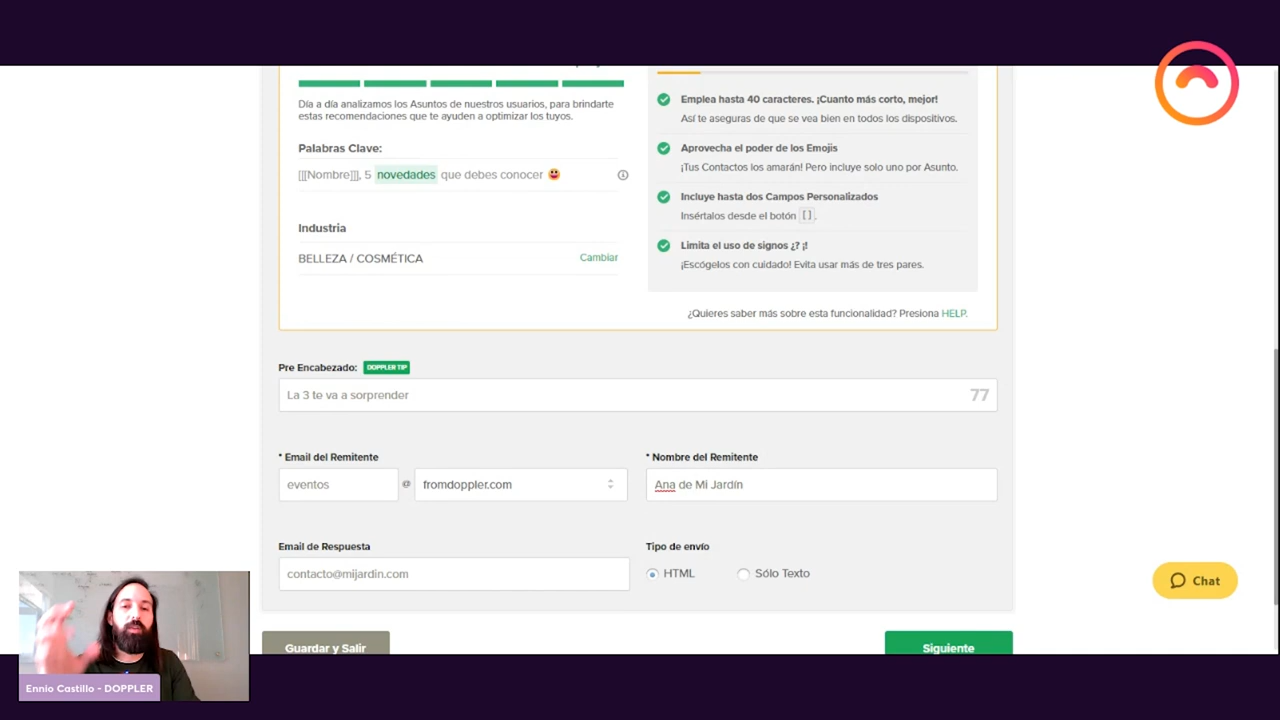 Día a día analizamos los Asuntos de nuestros usuarios, para brindarte
estas recomendaciones que te ayuden a optimizar los tuyos.
Palabras Clave:
[[[Nombre]]], 5 novedades que debes conocer 😃
Industria
BELLEZA / COSMÉTICA
Cambiar
Emplea hasta 40 caracteres. ¡Cuanto más corto, mejor!
Así te aseguras de que se vea bien en todos los dispositivos.
Aprovecha el poder de los Emojis
¡Tus Contactos los amarán! Pero incluye solo uno por Asunto.
Incluye hasta dos Campos Personalizados
Insértalos desde el botón [ ].
Limita el uso de signos ¿? ¡!
¡Escógelos con cuidado! Evita usar más de tres pares.
¿Quieres saber más sobre esta funcionalidad? Presiona HELP.
Pre Encabezado: DOPPLER TIP
La 3 te va a sorprender 77
* Email del Remitente
eventos @ fromdoppler.com
* Nombre del Remitente
Ana de Mi Jardín
Email de Respuesta
contacto@mijardin.com
Tipo de envío
HTML Sólo Texto
Chat
Guardar y Salir
Siguiente
Ennio Castillo - DOPPLER